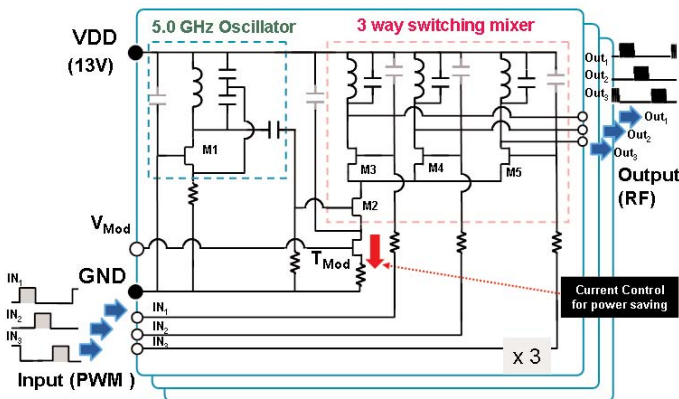 5.0 GHz Oscillator
3 way switching mixer
VDD
(13V)
Out₁
Out₂
Out₃
M1
M3
M4
M5
Out₁
Out₂
Out₃
Output
(RF)
M2
V_Mod
T_Mod
GND
Current Control
for power saving
IN₁
IN₂
IN₃
IN₁
IN₂
IN₃
x 3
Input (PWM )